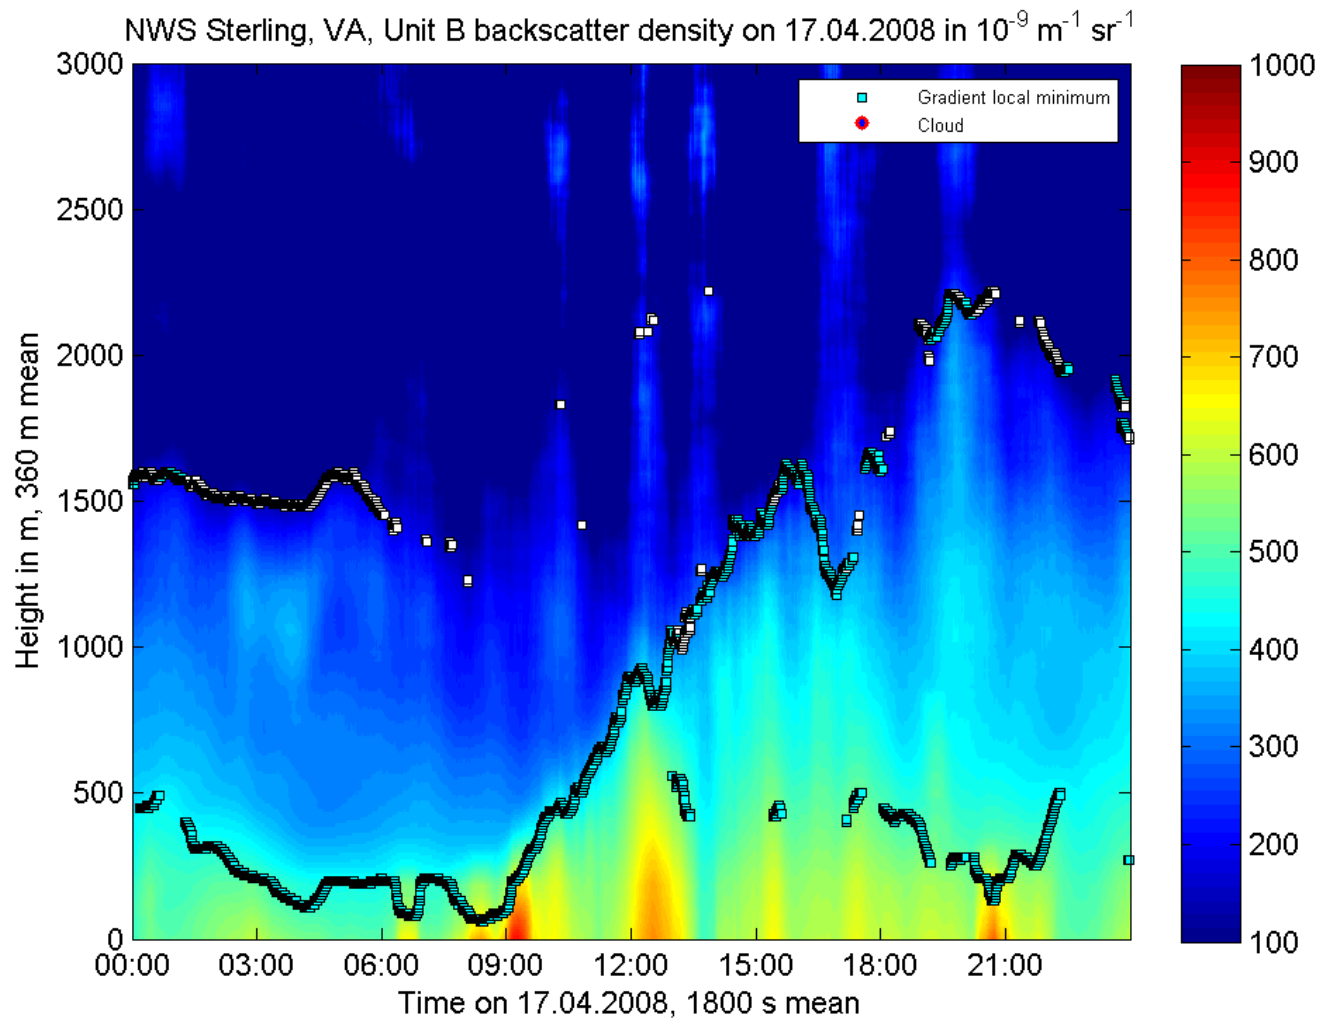 NWS Sterling, VA, Unit B backscatter density on 17.04.2008 in 10⁻⁹ m⁻¹ sr⁻¹
3000
2500
2000
1500
1000
500
0
Height in m, 360 m mean
Gradient local minimum
Cloud
00:00 03:00 06:00 09:00 12:00 15:00 18:00 21:00
Time on 17.04.2008, 1800 s mean
1000
900
800
700
600
500
400
300
200
100